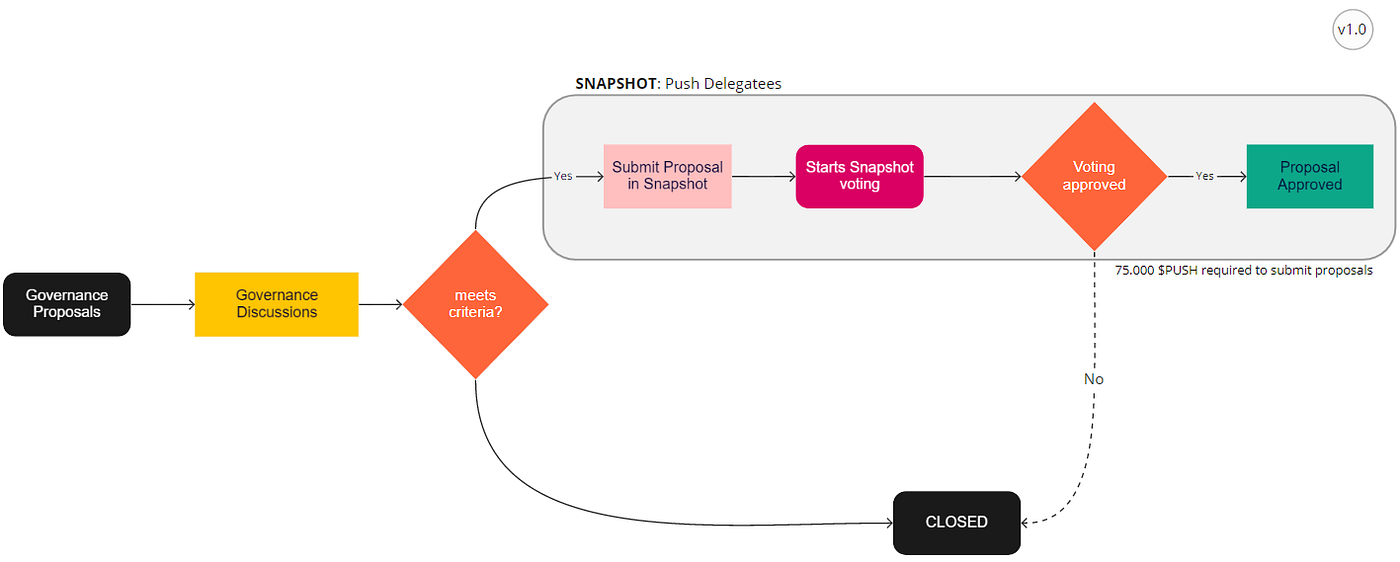 v1.0
SNAPSHOT: Push Delegatees
Yes
Submit Proposal
in Snapshot
Starts Snapshot
voting
Voting
approved
Yes
Proposal
Approved
75.000 $PUSH required to submit proposals
Governance
Proposals
Governance
Discussions
meets
criteria?
No
CLOSED